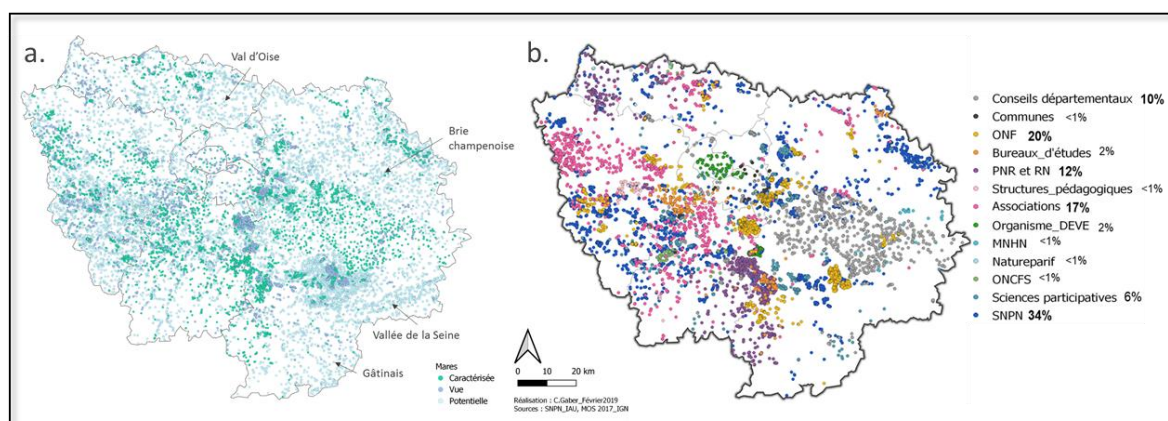 a.
Val d'Oise
Brie
champenoise
Vallée de la Seine
Gâtinais
Mares
Caractérisée
Vue
Potentielle
0 10 20 km
Réalisation : C.Gaber_Février2019
Sources : SNPN_IAU, MOS 2017_IGN
b.
Conseils départementaux 10%
Communes <1%
ONF 20%
Bureaux_d'études 2%
PNR et RN 12%
Structures_pédagogiques <1%
Associations 17%
Organisme_DEVE 2%
MNHN <1%
Natureparif <1%
ONCFS <1%
Sciences participatives 6%
SNPN 34%